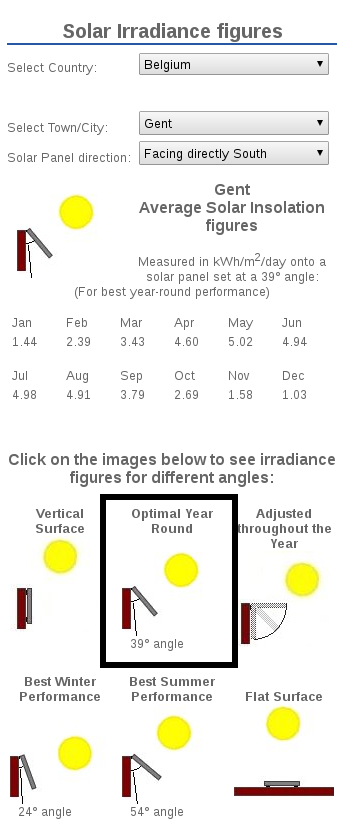 Solar Irradiance figures
Select Country:
Belgium
Select Town/City:
Gent
Solar Panel direction:
Facing directly South
Gent
Average Solar Insolation
figures
Measured in kWh/m2/day onto a
solar panel set at a 39° angle:
(For best year-round performance)
Jan Feb Mar Apr May Jun
1.44 2.39 3.43 4.60 5.02 4.94
Jul Aug Sep Oct Nov Dec
4.98 4.91 3.79 2.69 1.58 1.03
Click on the images below to see irradiance
figures for different angles:
Vertical
Surface
Optimal Year
Round
39° angle
Adjusted
throughout the
Year
Best Winter
Performance
24° angle
Best Summer
Performance
54° angle
Flat Surface